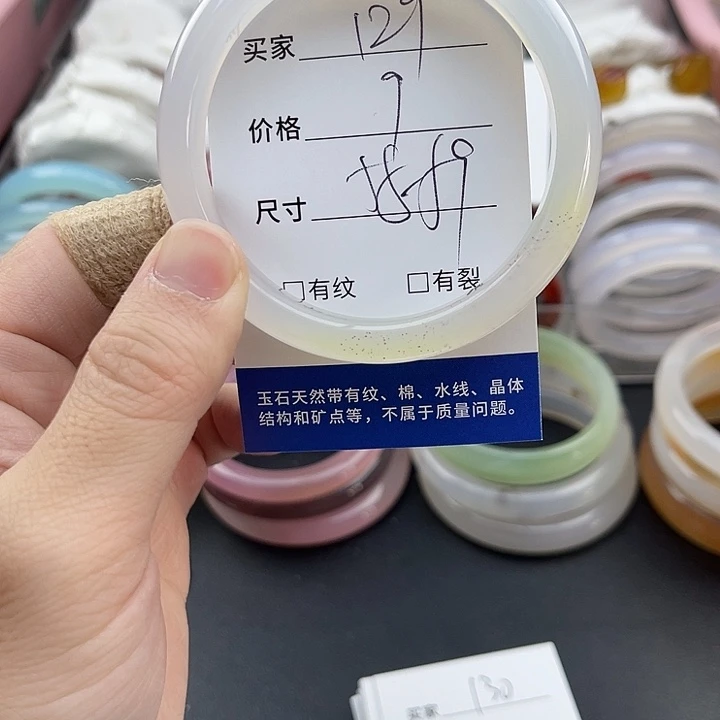 买家 129
价格 9
尺寸 58-59
□有纹 □有裂
玉石天然带有纹、棉、水线、晶体
结构和矿点等，不属于质量问题。
买家 130